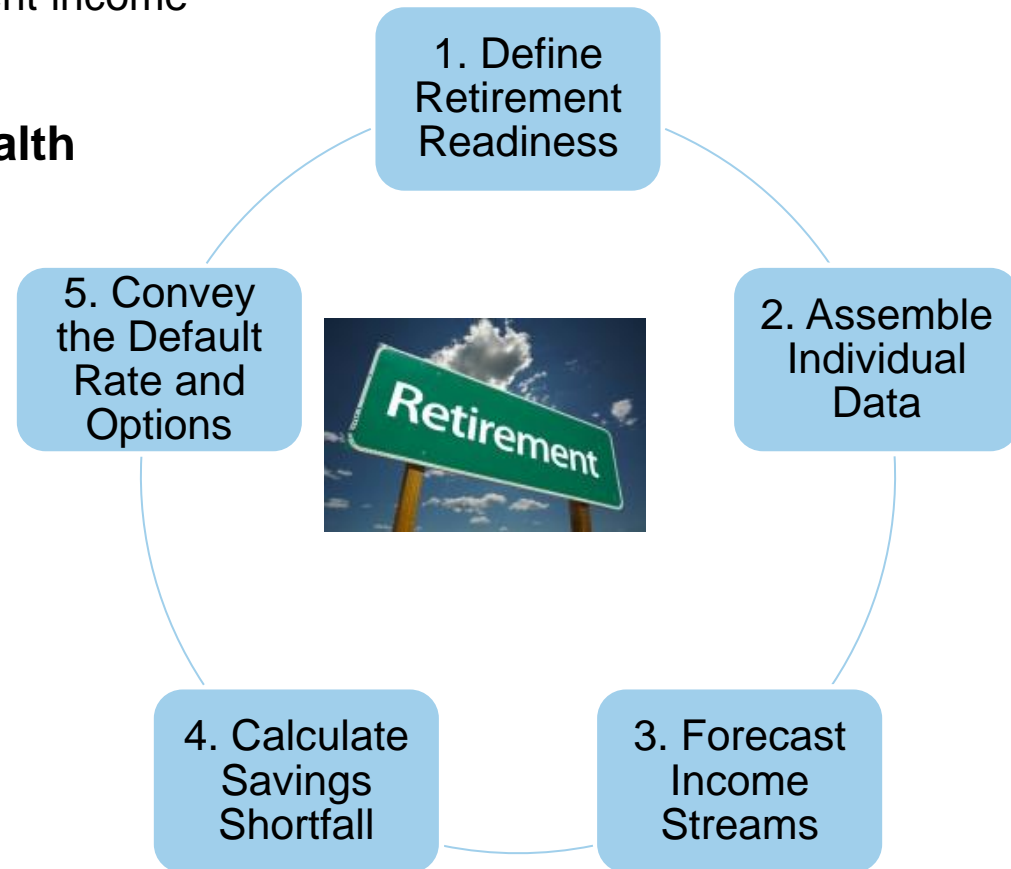 income
1. Define
Retirement
Readiness
5. Convey
the Default
Rate and
Options
2. Assemble
Individual
Data
Retirement
4. Calculate
Savings
Shortfall
3. Forecast
Income
Streams